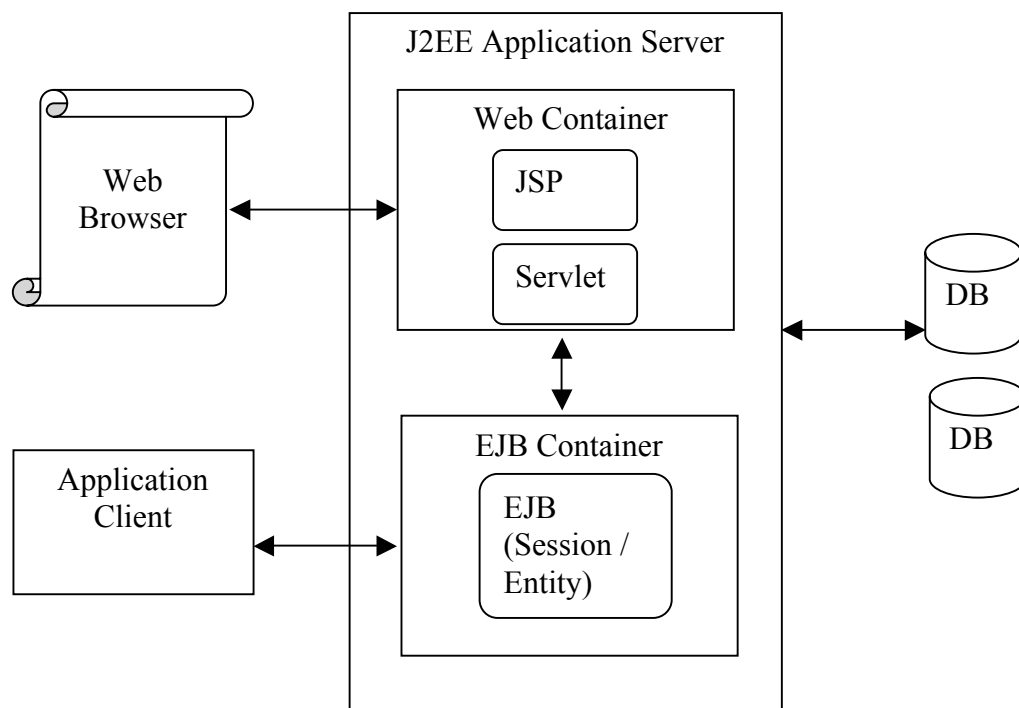 J2EE Application Server
Web Container
JSP
Servlet
Web
Browser
DB
DB
EJB Container
EJB
(Session /
Entity)
Application
Client